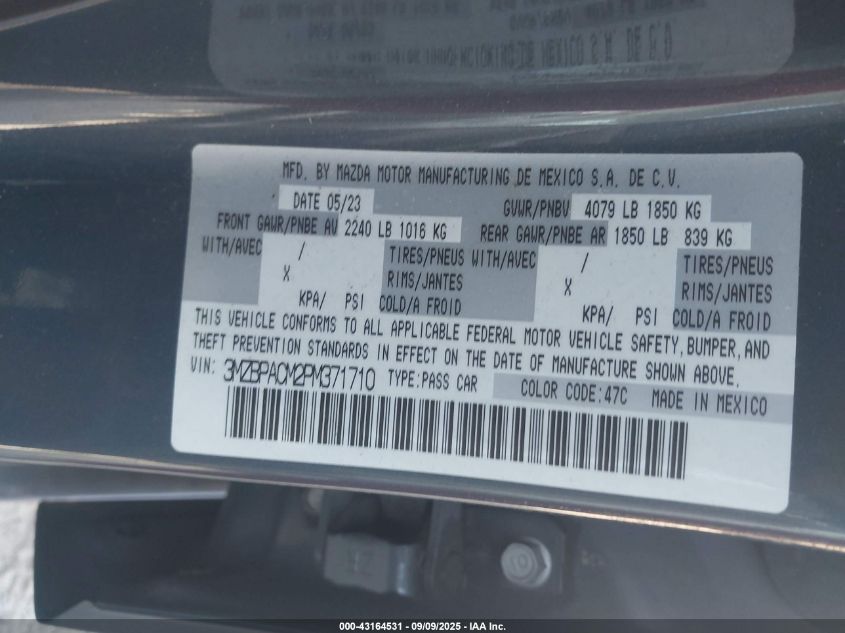 MFD. BY MAZDA MOTOR MANUFACTURING DE MEXICO S.A. DE C.V.
DATE 05/23 GVWR/PNBV 4079 LB 1850 KG
FRONT GAWR/PNBE AV 2240 LB 1016 KG REAR GAWR/PNBE AR 1850 LB 839 KG
WITH/AVEC / TIRES/PNEUS WITH/AVEC / TIRES/PNEUS
X RIMS/JANTES X RIMS/JANTES
KPA/ PSI COLD/A FROID KPA/ PSI COLD/A FROID
THIS VEHICLE CONFORMS TO ALL APPLICABLE FEDERAL MOTOR VEHICLE SAFETY, BUMPER, AND
THEFT PREVENTION STANDARDS IN EFFECT ON THE DATE OF MANUFACTURE SHOWN ABOVE.
VIN: 3MZBPACM2PM371710 TYPE:PASS CAR COLOR CODE:47C MADE IN MEXICO
10
000-43164531 - 09/09/2025 - IAA Inc.